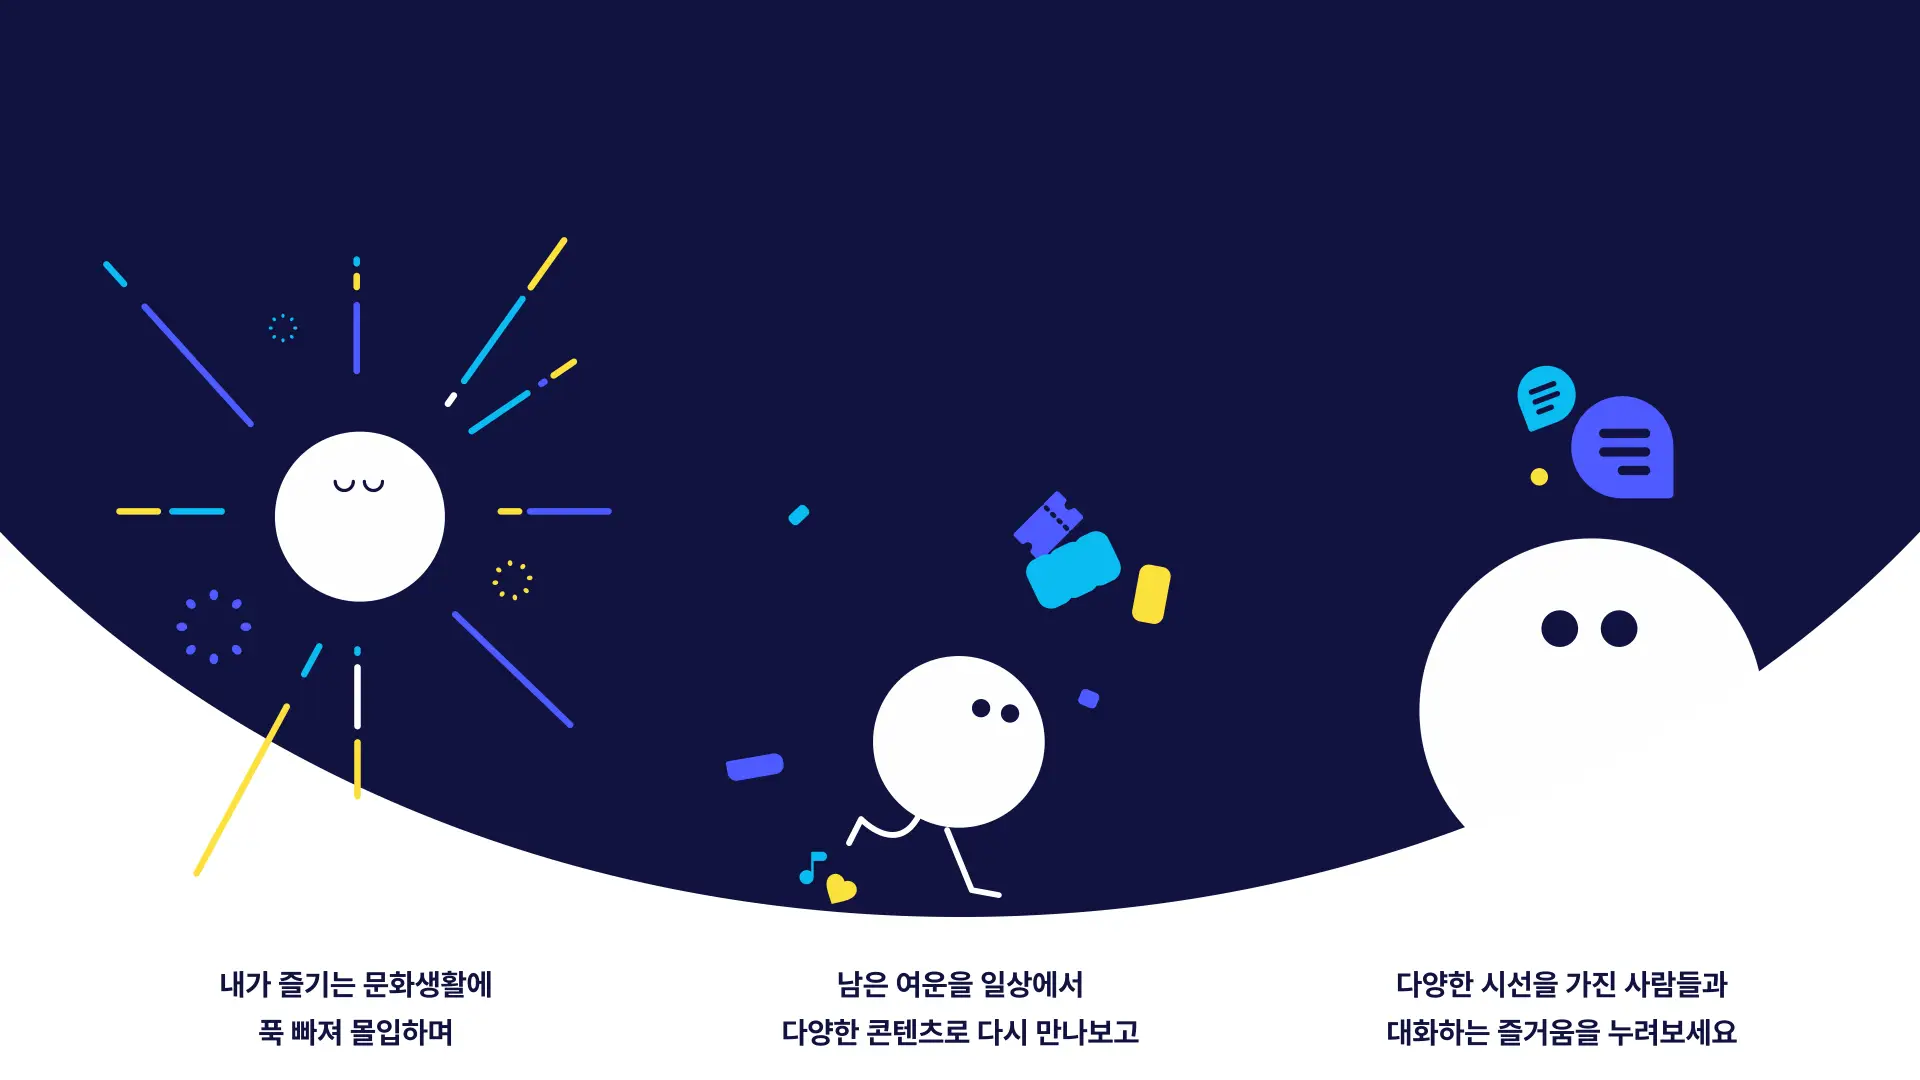 내가 즐기는 문화생활에
푹 빠져 몰입하며
남은 여운을 일상에서
다양한 콘텐츠로 다시 만나보고
다양한 시선을 가진 사람들과
대화하는 즐거움을 누려보세요